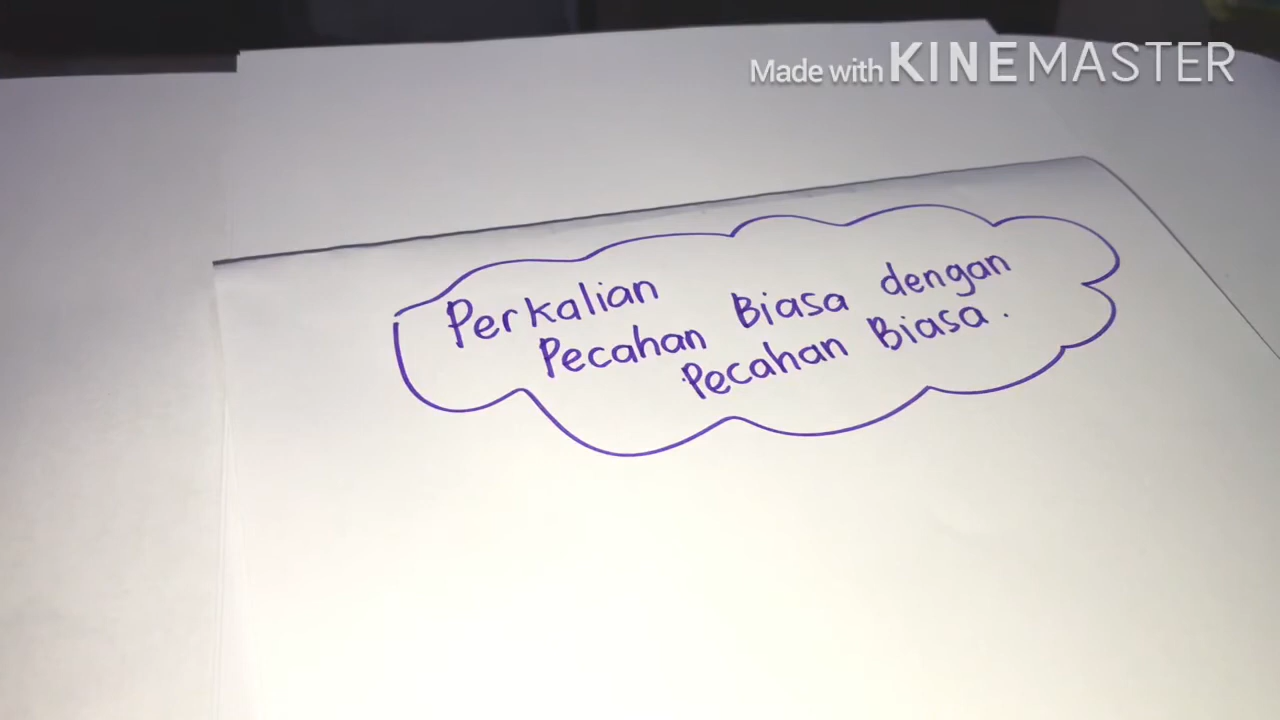 Made with KINEMASTER
Perkalian
Pecahan Biasa dengan
Pecahan Biasa.